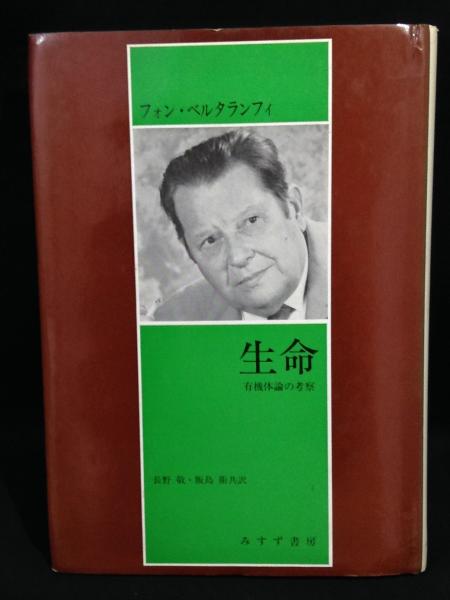 フォン・ベルタランフィ
生命
有機体論の考察
長野 敬・飯島 衛共訳
みすず書房